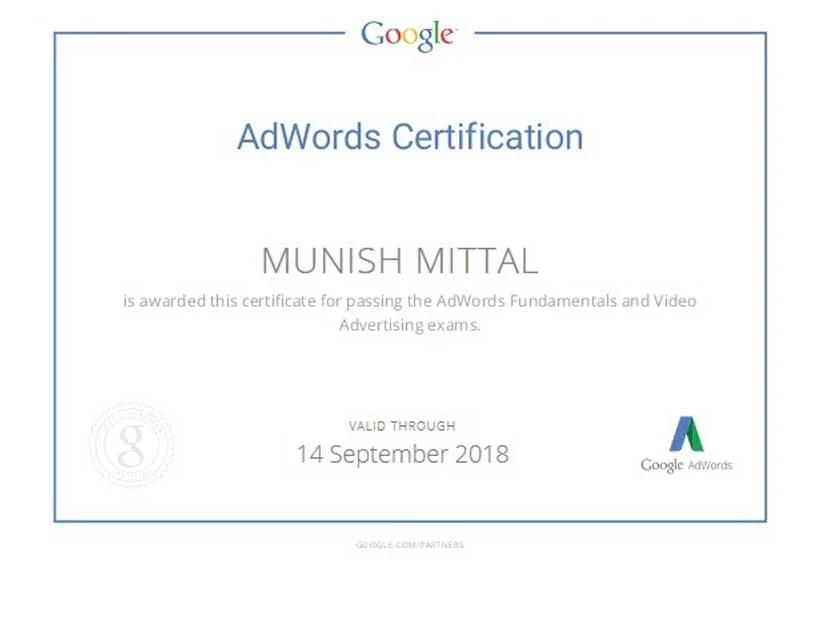 Google
AdWords Certification
MUNISH MITTAL
is awarded this certificate for passing the AdWords Fundamentals and Video
Advertising exams.
VALID THROUGH
14 September 2018
g
Google AdWords
GOOGLE.COM/PARTNERS